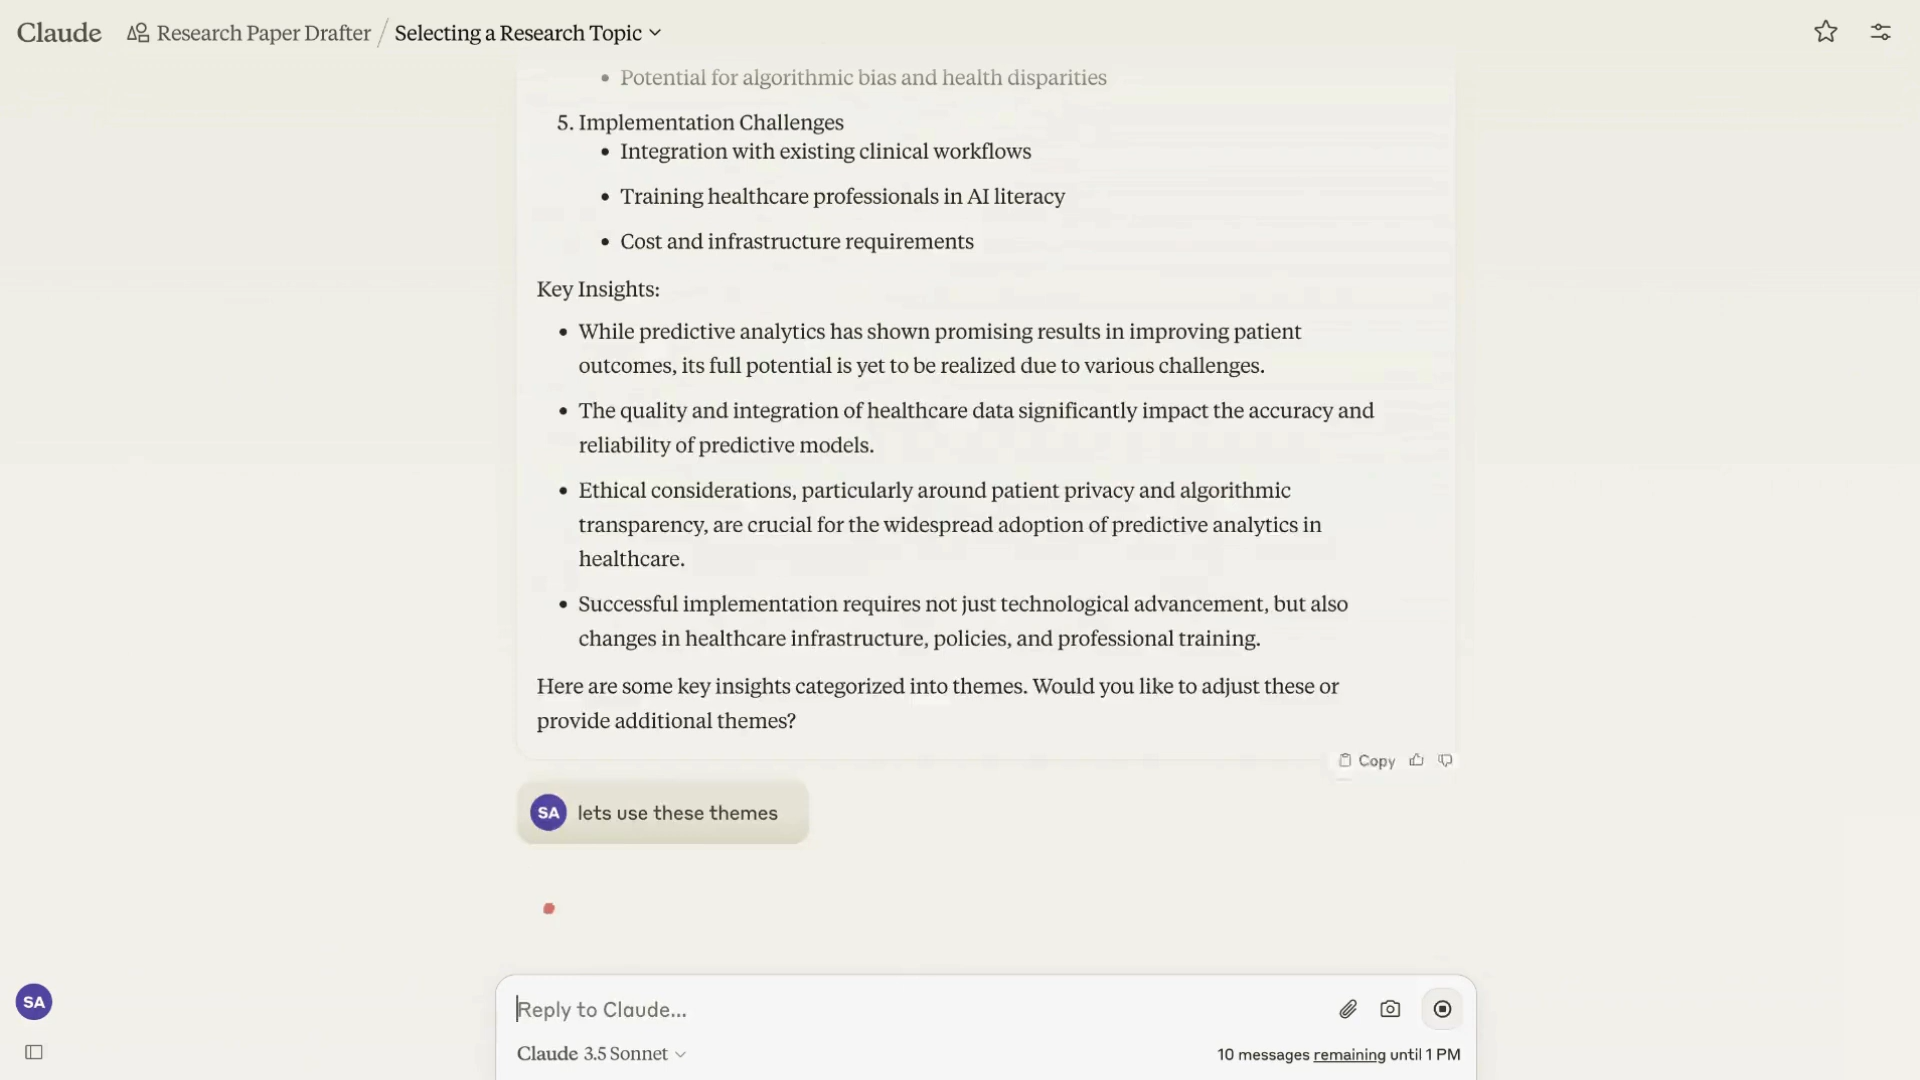 Claude Research Paper Drafter / Selecting a Research Topic
• Potential for algorithmic bias and health disparities
5. Implementation Challenges
• Integration with existing clinical workflows
• Training healthcare professionals in AI literacy
• Cost and infrastructure requirements
Key Insights:
• While predictive analytics has shown promising results in improving patient
outcomes, its full potential is yet to be realized due to various challenges.
• The quality and integration of healthcare data significantly impact the accuracy and
reliability of predictive models.
• Ethical considerations, particularly around patient privacy and algorithmic
transparency, are crucial for the widespread adoption of predictive analytics in
healthcare.
• Successful implementation requires not just technological advancement, but also
changes in healthcare infrastructure, policies, and professional training.
Here are some key insights categorized into themes. Would you like to adjust these or
provide additional themes?
Copy
SA lets use these themes
SA
Reply to Claude...
Claude 3.5 Sonnet
10 messages remaining until 1 PM